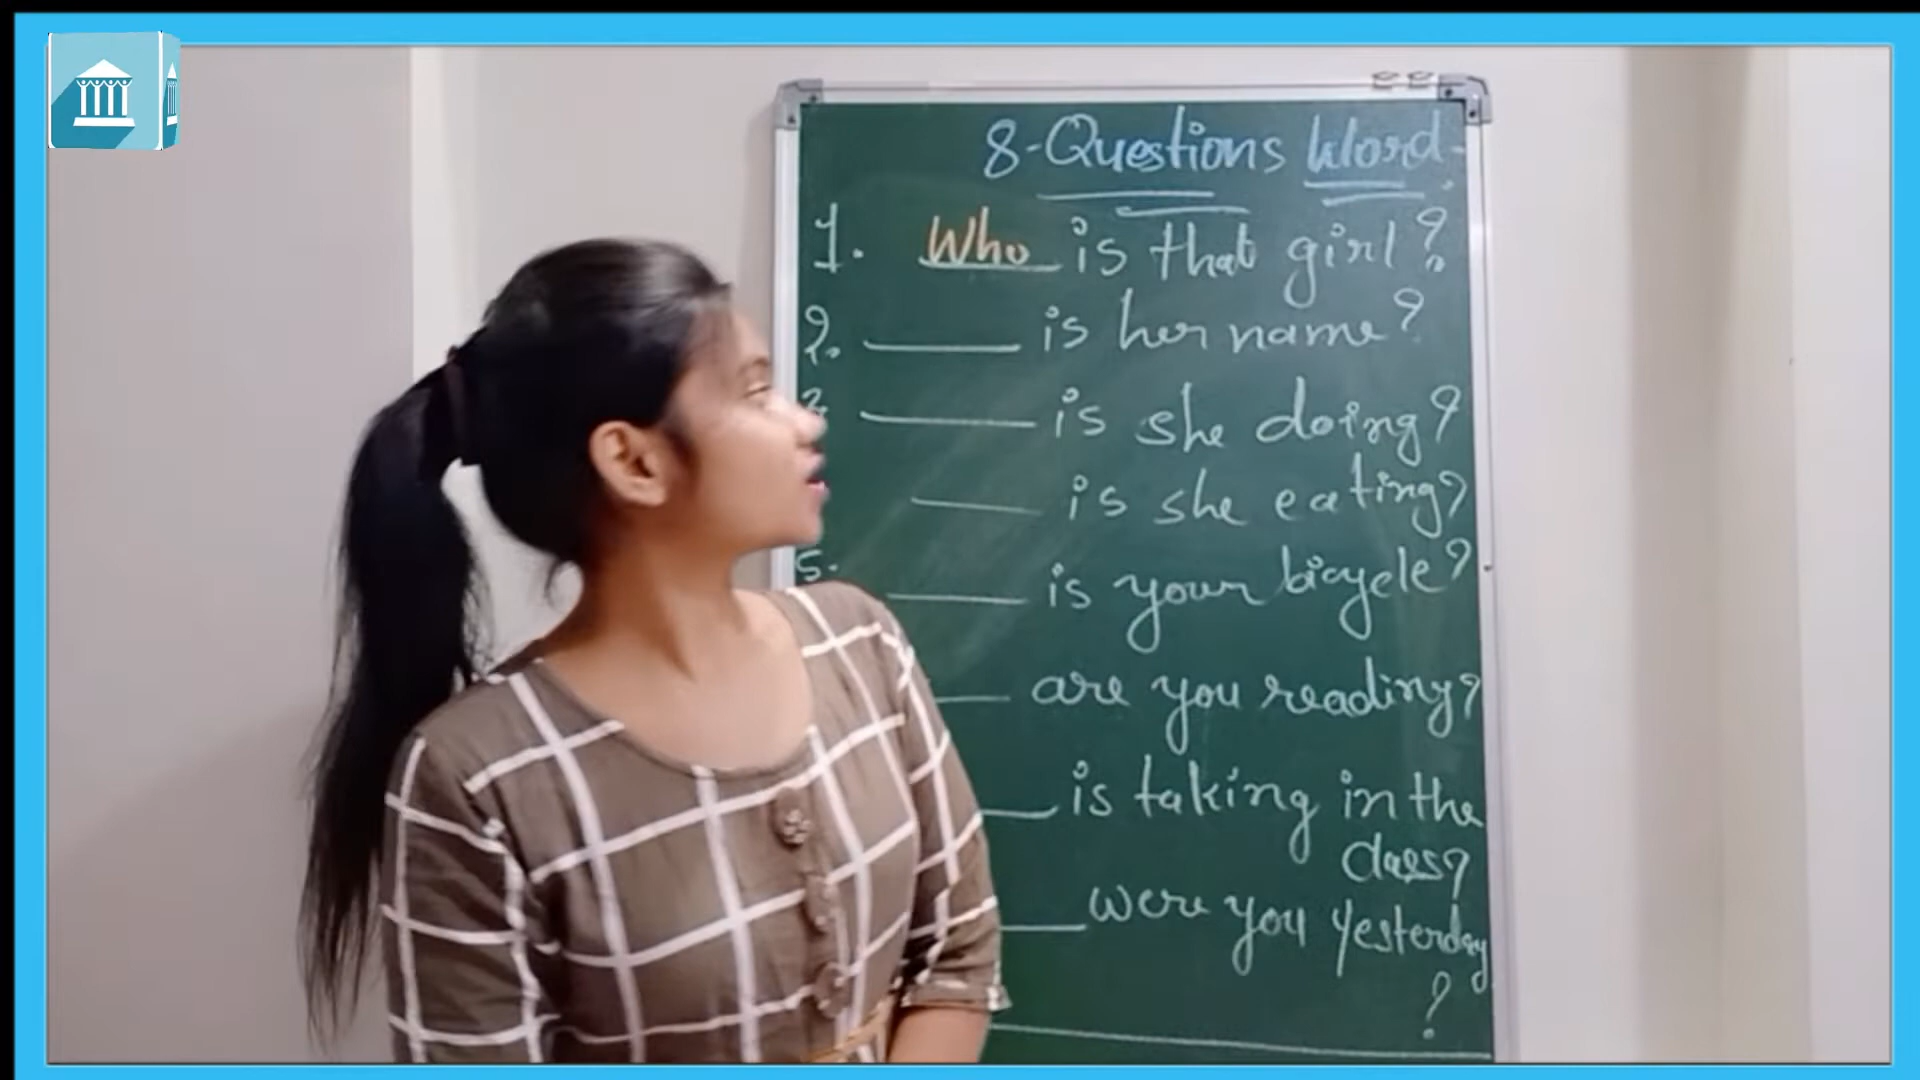 8-Questions Word-
1. Who is that girl?
2. ____ is her name?
3. ____ is she doing?
____ is she eating?
5. ____ is your bicycle?
____ are you reading?
____ is taking in the
class?
____ were you yesterday
?